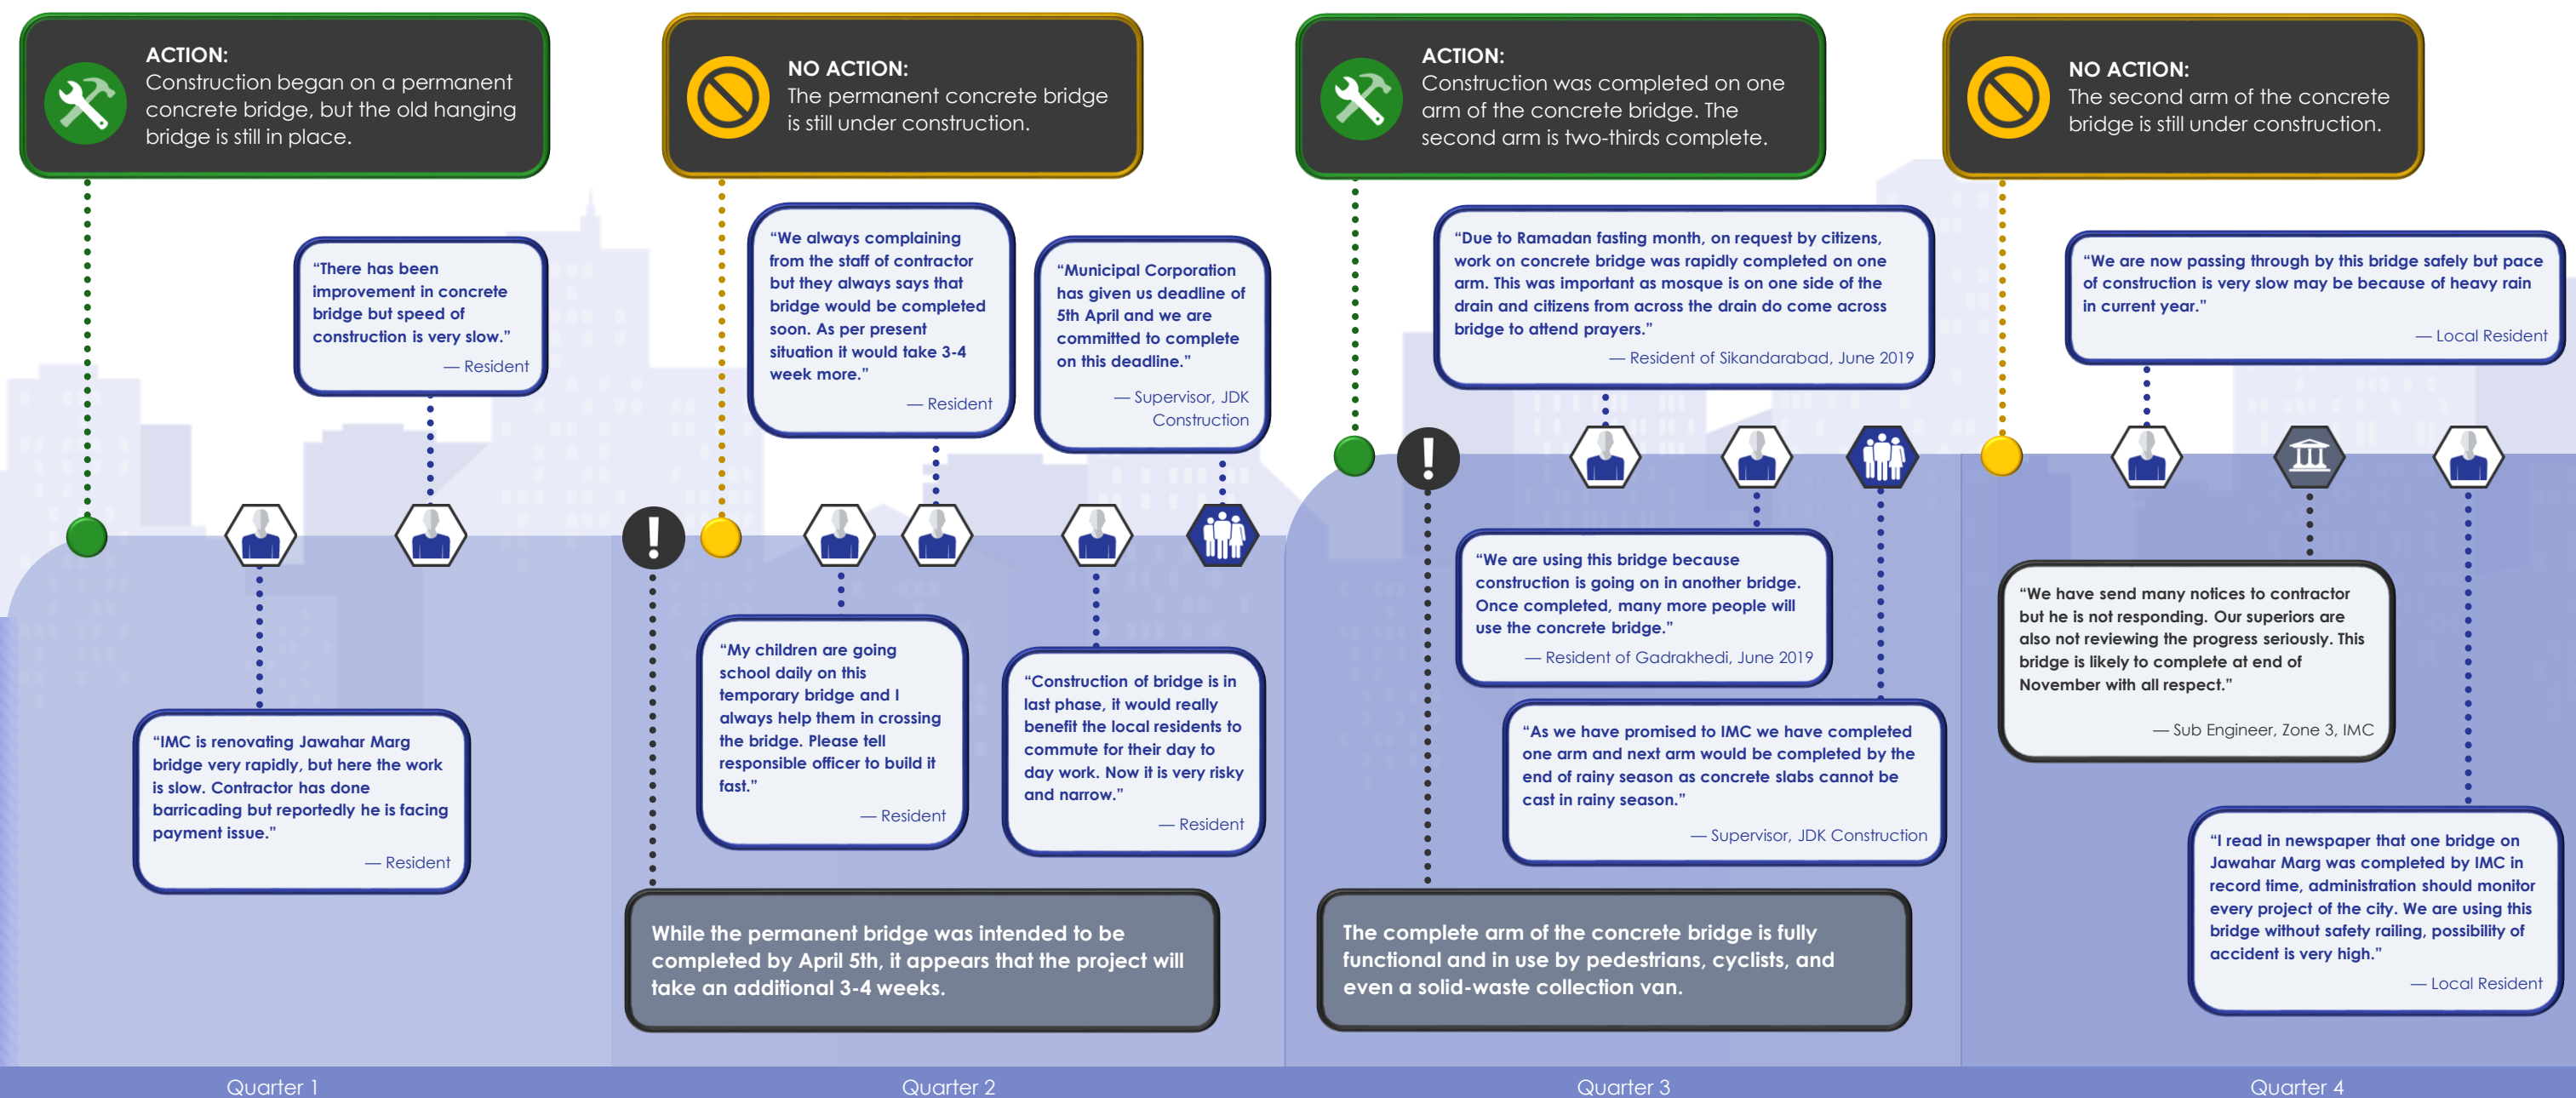 ACTION:
Construction began on a permanent
concrete bridge, but the old hanging
bridge is still in place.
“There has been
improvement in concrete
bridge but speed of
construction is very slow.”
— Resident
“IMC is renovating Jawahar Marg
bridge very rapidly, but here the work
is slow. Contractor has done
barricading but reportedly he is facing
payment issue.”
— Resident
Quarter 1
NO ACTION:
The permanent concrete bridge
is still under construction.
“We always complaining
from the staff of contractor
but they always says that
bridge would be completed
soon. As per present
situation it would take 3-4
week more.”
— Resident
“Municipal Corporation
has given us deadline of
5th April and we are
committed to complete
on this deadline.”
— Supervisor, JDK
Construction
“My children are going
school daily on this
temporary bridge and I
always help them in crossing
the bridge. Please tell
responsible officer to build it
fast.”
— Resident
“Construction of bridge is in
last phase, it would really
benefit the local residents to
commute for their day to
day work. Now it is very risky
and narrow.”
— Resident
While the permanent bridge was intended to be
completed by April 5th, it appears that the project will
take an additional 3-4 weeks.
Quarter 2
ACTION:
Construction was completed on one
arm of the concrete bridge. The
second arm is two-thirds complete.
“Due to Ramadan fasting month, on request by citizens,
work on concrete bridge was rapidly completed on one
arm. This was important as mosque is on one side of the
drain and citizens from across the drain do come across
bridge to attend prayers.”
— Resident of Sikandarabad, June 2019
“We are using this bridge because
construction is going on in another bridge.
Once completed, many more people will
use the concrete bridge.”
— Resident of Gadrakhedi, June 2019
“As we have promised to IMC we have completed
one arm and next arm would be completed by the
end of rainy season as concrete slabs cannot be
cast in rainy season.”
— Supervisor, JDK Construction
The complete arm of the concrete bridge is fully
functional and in use by pedestrians, cyclists, and
even a solid-waste collection van.
Quarter 3
NO ACTION:
The second arm of the concrete
bridge is still under construction.
“We are now passing through by this bridge safely but pace
of construction is very slow may be because of heavy rain
in current year.”
— Local Resident
“We have send many notices to contractor
but he is not responding. Our superiors are
also not reviewing the progress seriously. This
bridge is likely to complete at end of
November with all respect.”
— Sub Engineer, Zone 3, IMC
“I read in newspaper that one bridge on
Jawahar Marg was completed by IMC in
record time, administration should monitor
every project of the city. We are using this
bridge without safety railing, possibility of
accident is very high.”
— Local Resident
Quarter 4